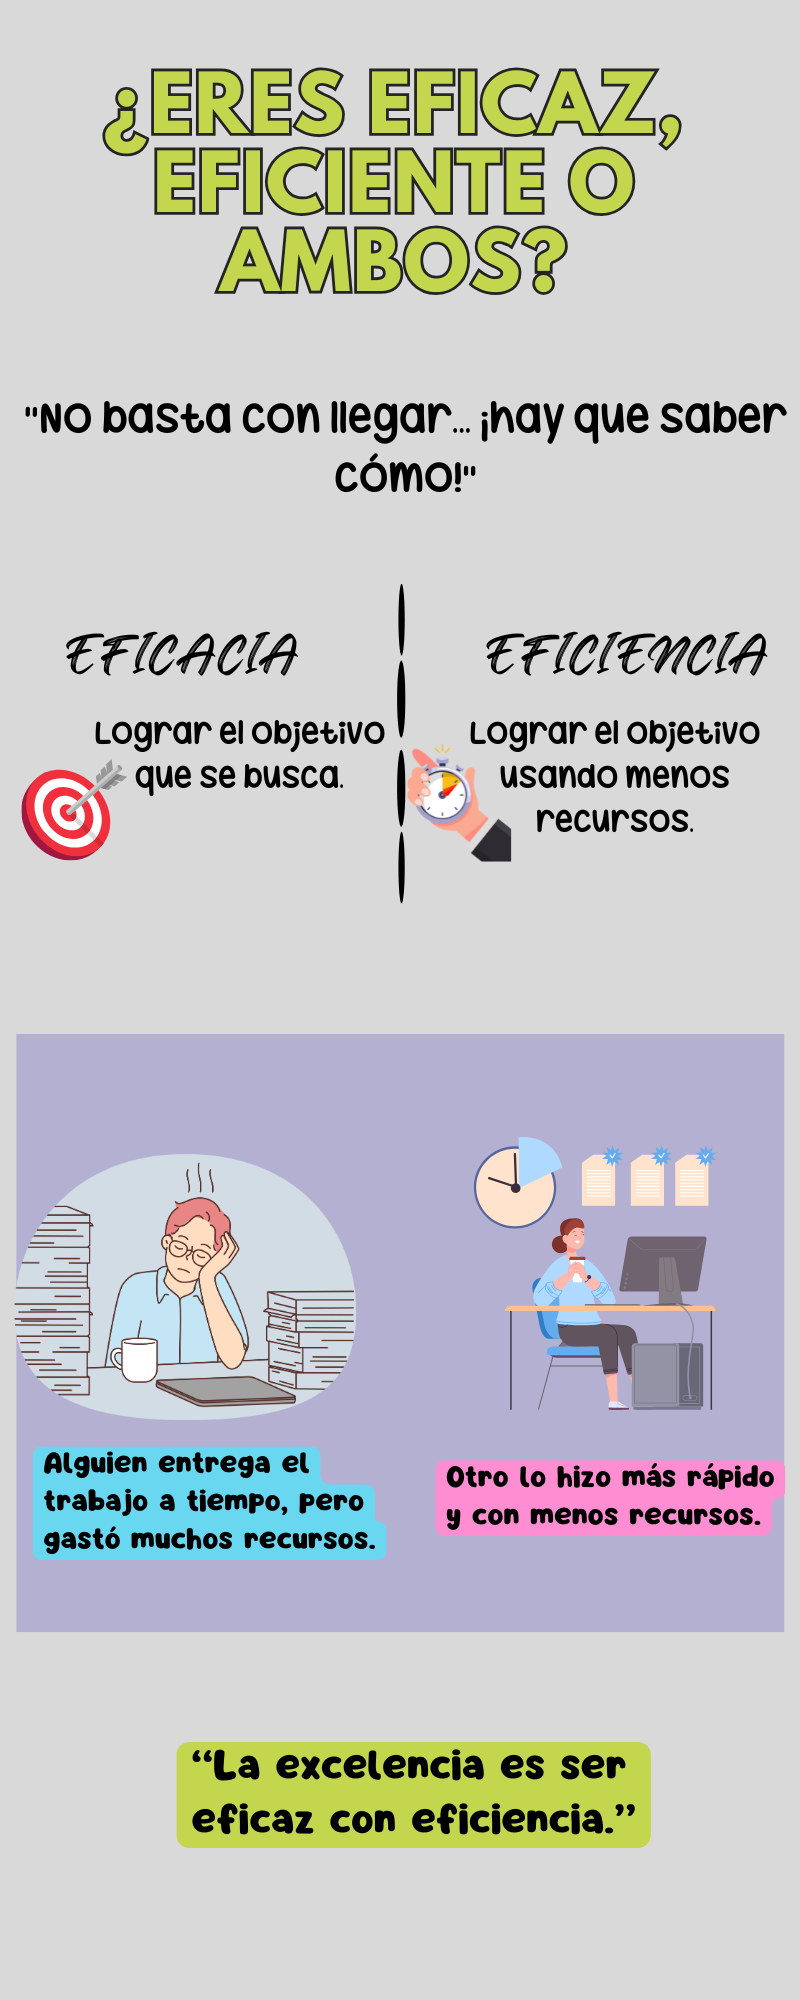 ¿ERES EFICAZ,
EFICIENTE O
AMBOS?
"No basta con llegar... ¡hay que saber
cómo!"
EFICACIA
Lograr el objetivo
que se busca.
EFICIENCIA
Lograr el objetivo
usando menos
recursos.
Alguien entrega el
trabajo a tiempo, pero
gastó muchos recursos.
Otro lo hizo más rápido
y con menos recursos.
“La excelencia es ser
eficaz con eficiencia.”